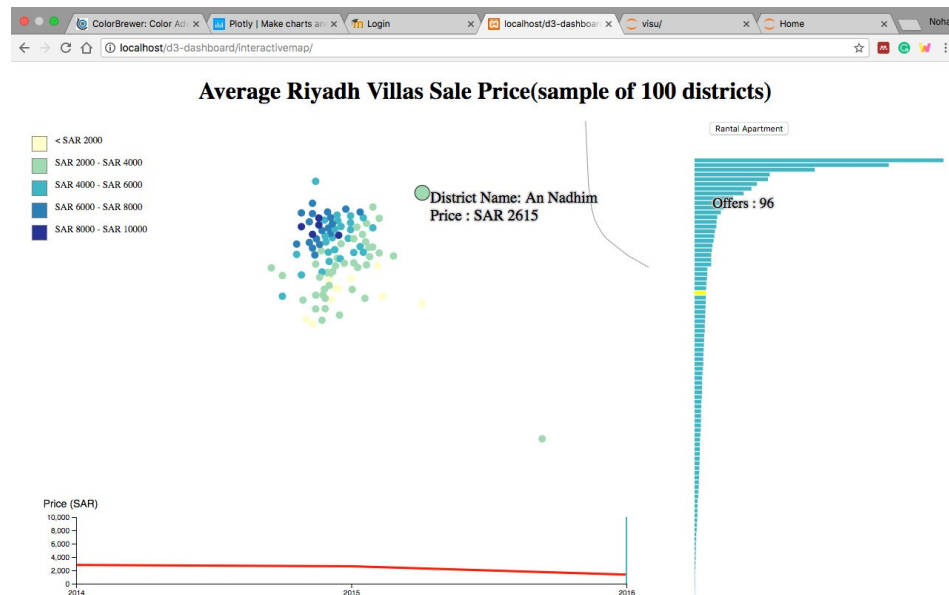 ColorBrewer: Color Adv
Plotly | Make charts an
Login
localhost/d3-dashboar
visu/
Home
Noha
localhost/d3-dashboard/interactivemap/
Average Riyadh Villas Sale Price(sample of 100 districts)
< SAR 2000
SAR 2000 - SAR 4000
SAR 4000 - SAR 6000
SAR 6000 - SAR 8000
SAR 8000 - SAR 10000
District Name: An Nadhim
Price : SAR 2615
Rantal Apartment
Offers : 96
Price (SAR)
10,000
8,000
6,000
4,000
2,000
0
2014
2015
2016